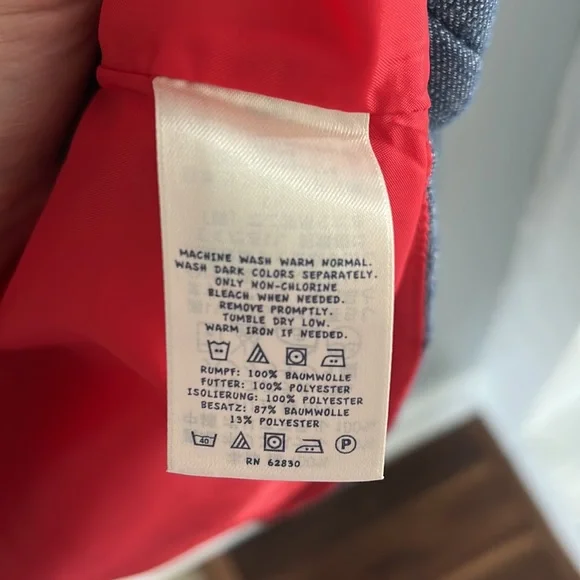 MACHINE WASH WARM NORMAL.
WASH DARK COLORS SEPARATELY.
ONLY NON-CHLORINE
BLEACH WHEN NEEDED.
REMOVE PROMPTLY.
TUMBLE DRY LOW.
WARM IRON IF NEEDED.
RUMPF: 100% BAUMWOLLE
FUTTER: 100% POLYESTER
ISOLIERUNG: 100% POLYESTER
BESATZ: 87% BAUMWOLLE
13% POLYESTER
40 P
RN 62830